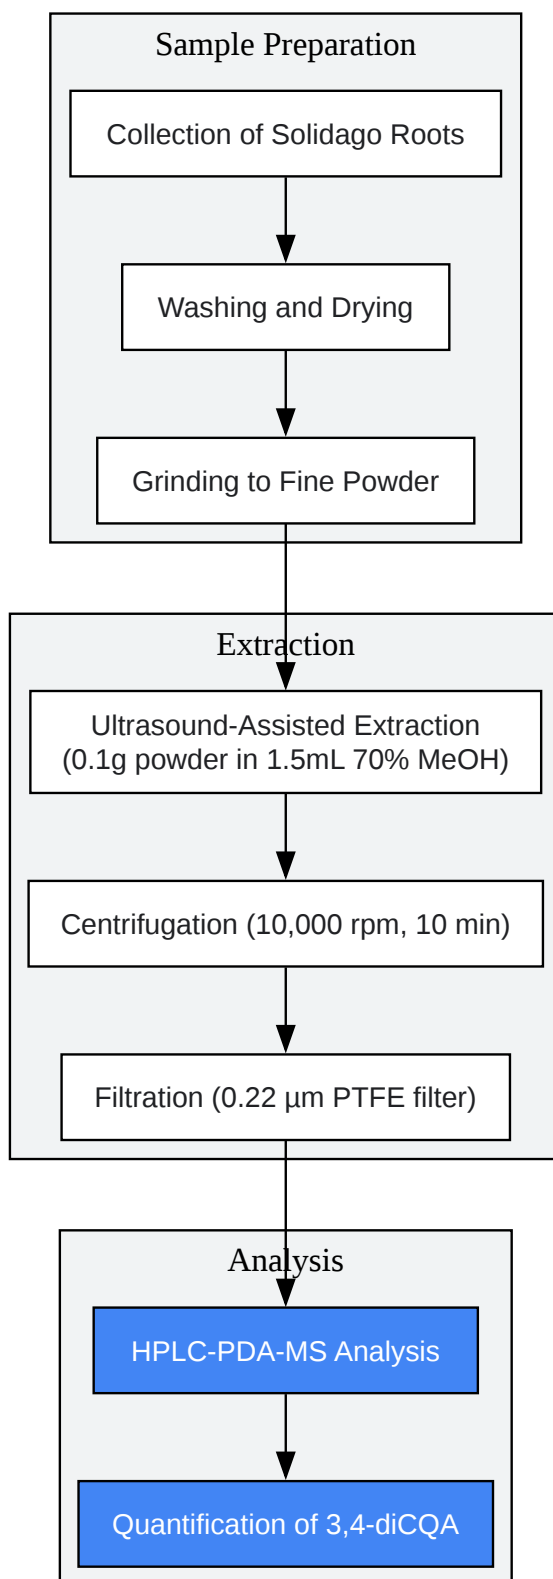 Sample Preparation
Collection of Solidago Roots
Washing and Drying
Grinding to Fine Powder
Extraction
Ultrasound-Assisted Extraction
(0.1g powder in 1.5mL 70% MeOH)
Centrifugation (10,000 rpm, 10 min)
Filtration (0.22 µm PTFE filter)
Analysis
HPLC-PDA-MS Analysis
Quantification of 3,4-diCQA